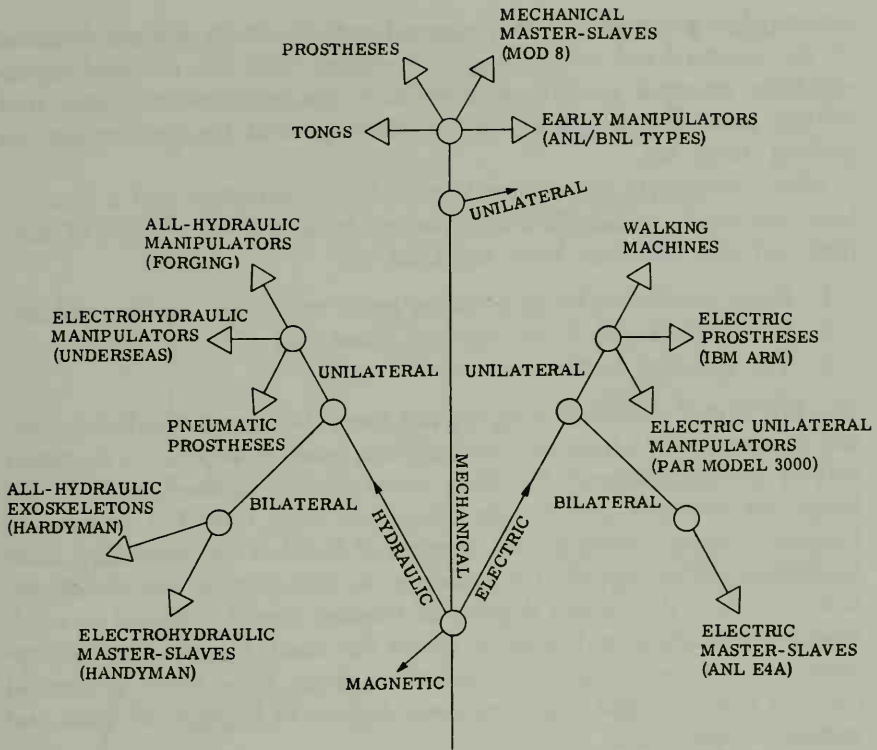 MECHANICAL
MASTER-SLAVES
(MOD 8)
PROSTHESES
TONGS
EARLY MANIPULATORS
(ANL/BNL TYPES)
UNILATERAL
ALL-HYDRAULIC
MANIPULATORS
(FORGING)
WALKING
MACHINES
ELECTROHYDRAULIC
MANIPULATORS
(UNDERSEAS)
ELECTRIC
PROSTHESES
(IBM ARM)
UNILATERAL
UNILATERAL
PNEUMATIC
PROSTHESES
ELECTRIC UNILATERAL
MANIPULATORS
(PAR MODEL 3000)
ALL-HYDRAULIC
EXOSKELETONS
(HARDYMAN)
BILATERAL
BILATERAL
HYDRAULIC
MECHANICAL
ELECTRIC
ELECTROHYDRAULIC
MASTER-SLAVES
(HANDYMAN)
MAGNETIC
ELECTRIC
MASTER-SLAVES
(ANL E4A)